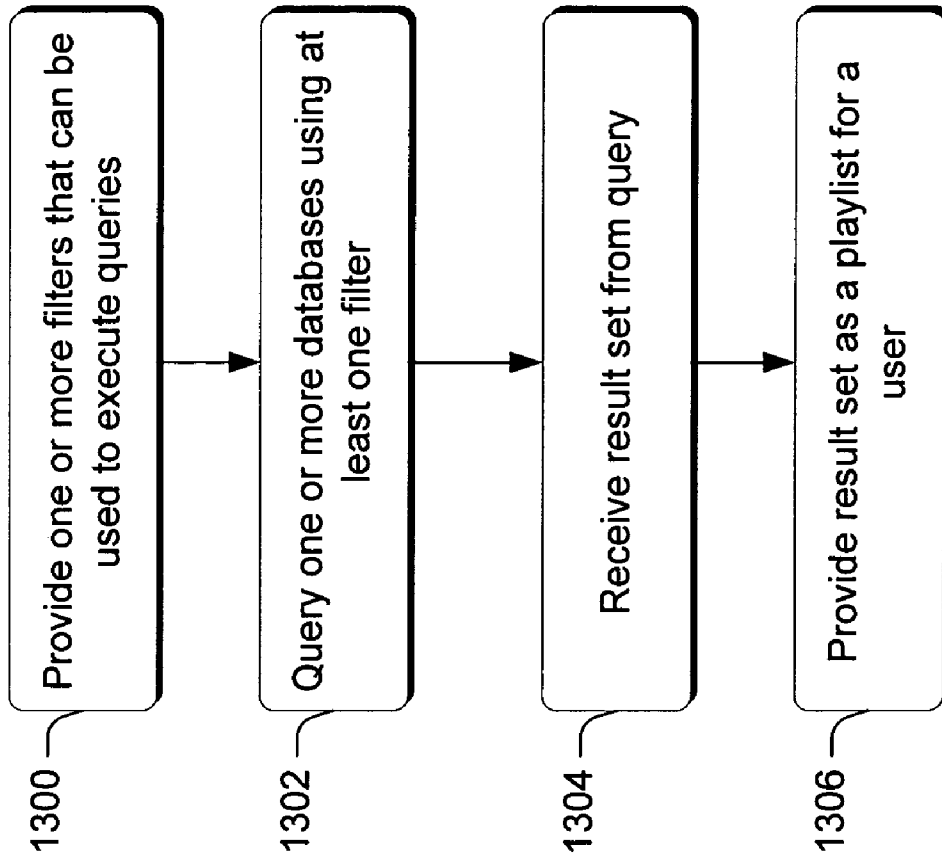 1300
Provide one or more filters that can be
used to execute queries
1302
Query one or more databases using at
least one filter
1304
Receive result set from query
1306
Provide result set as a playlist for a
user